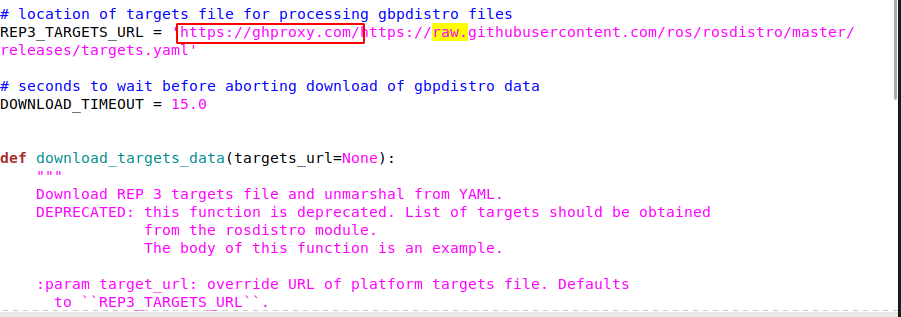 # location of targets file for processing gbpdistro files
REP3_TARGETS_URL = 'https://ghproxy.com/https://raw.githubusercontent.com/ros/rosdistro/master/
releases/targets.yaml'
# seconds to wait before aborting download of gbpdistro data
DOWNLOAD_TIMEOUT = 15.0
def download_targets_data(targets_url=None):
    """
    Download REP 3 targets file and unmarshal from YAML.
    DEPRECATED: this function is deprecated. List of targets should be obtained
                from the rosdistro module.
                The body of this function is an example.
    :param target_url: override URL of platform targets file. Defaults
      to ``REP3_TARGETS_URL``.